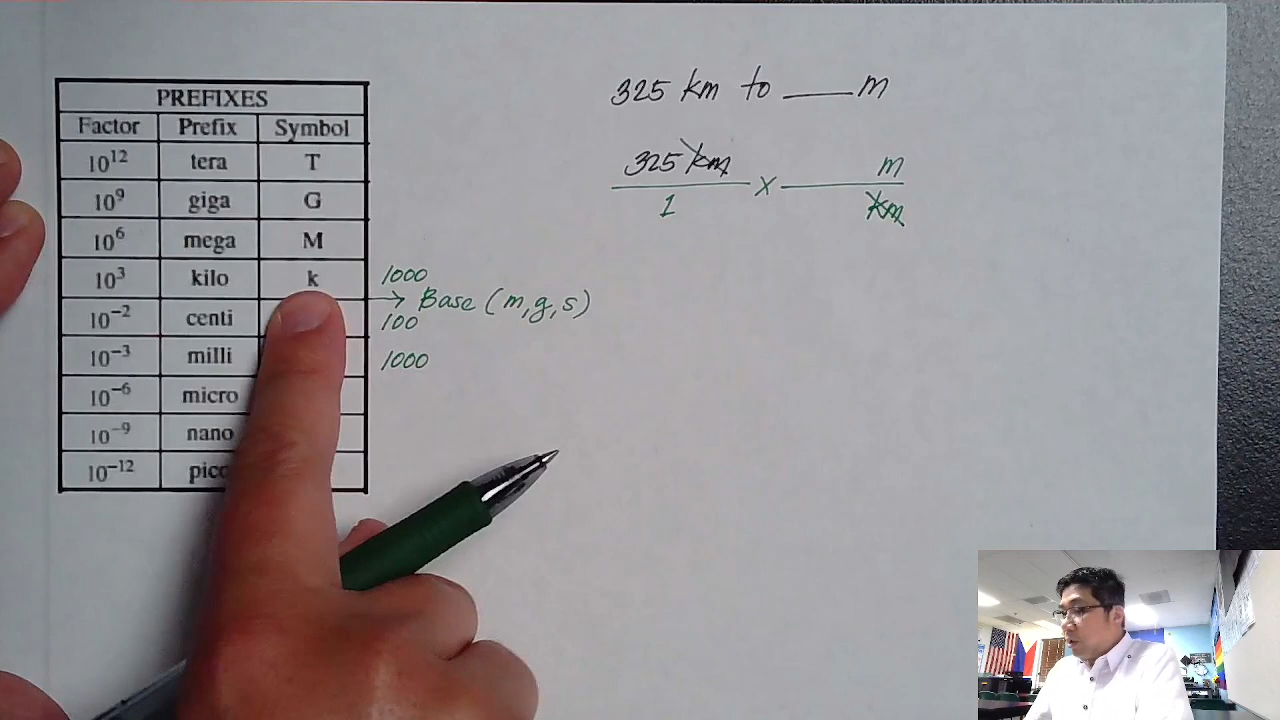 PREFIXES
Factor Prefix Symbol
10¹² tera T
10⁹ giga G
10⁶ mega M
10³ kilo k 1000
→ Base (m,g,s)
10⁻² centi 100
10⁻³ milli 1000
10⁻⁶ micro
10⁻⁹ nano
10⁻¹²
325 km to ___ m
325 km m
× 
1 km